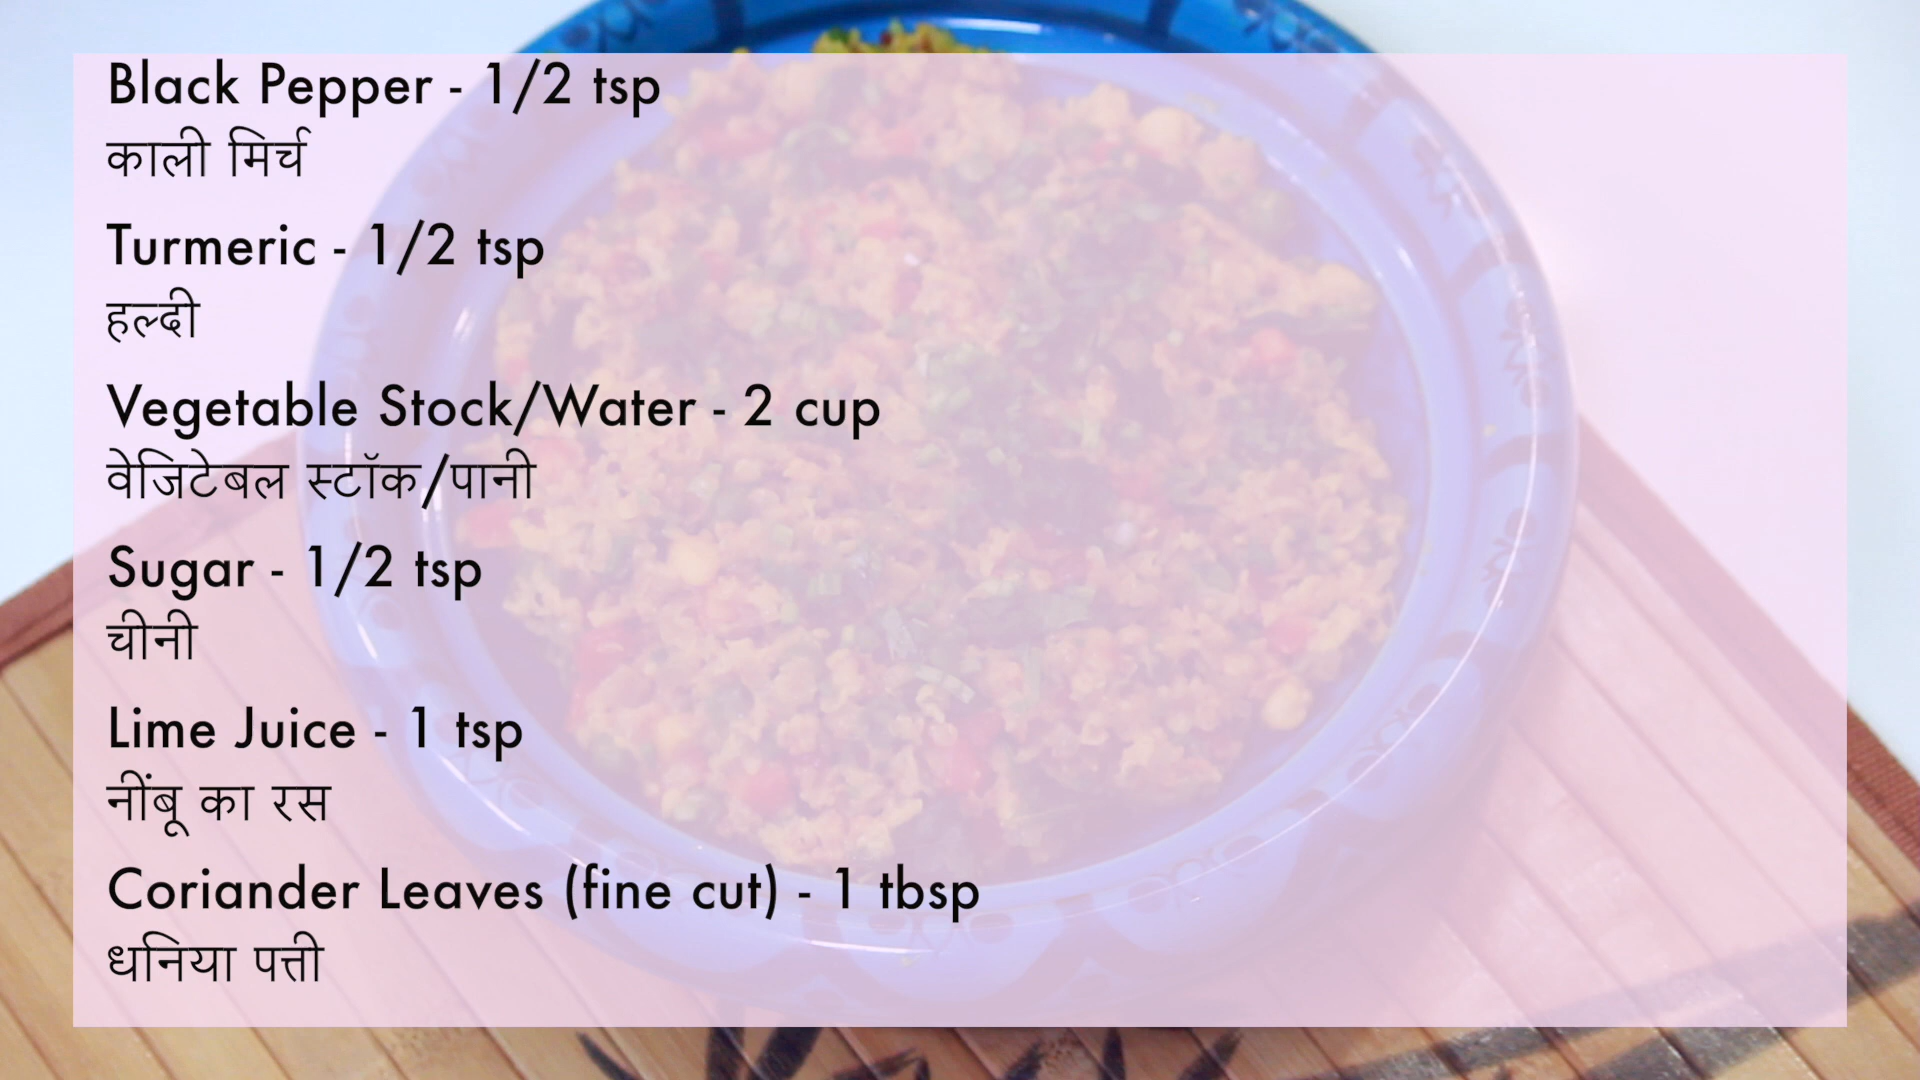 Black Pepper - 1/2 tsp
काली मिर्च
Turmeric - 1/2 tsp
हल्दी
Vegetable Stock/Water - 2 cup
वेजिटेबल स्टॉक/पानी
Sugar - 1/2 tsp
चीनी
Lime Juice - 1 tsp
नींबू का रस
Coriander Leaves (fine cut) - 1 tbsp
धनिया पत्ती